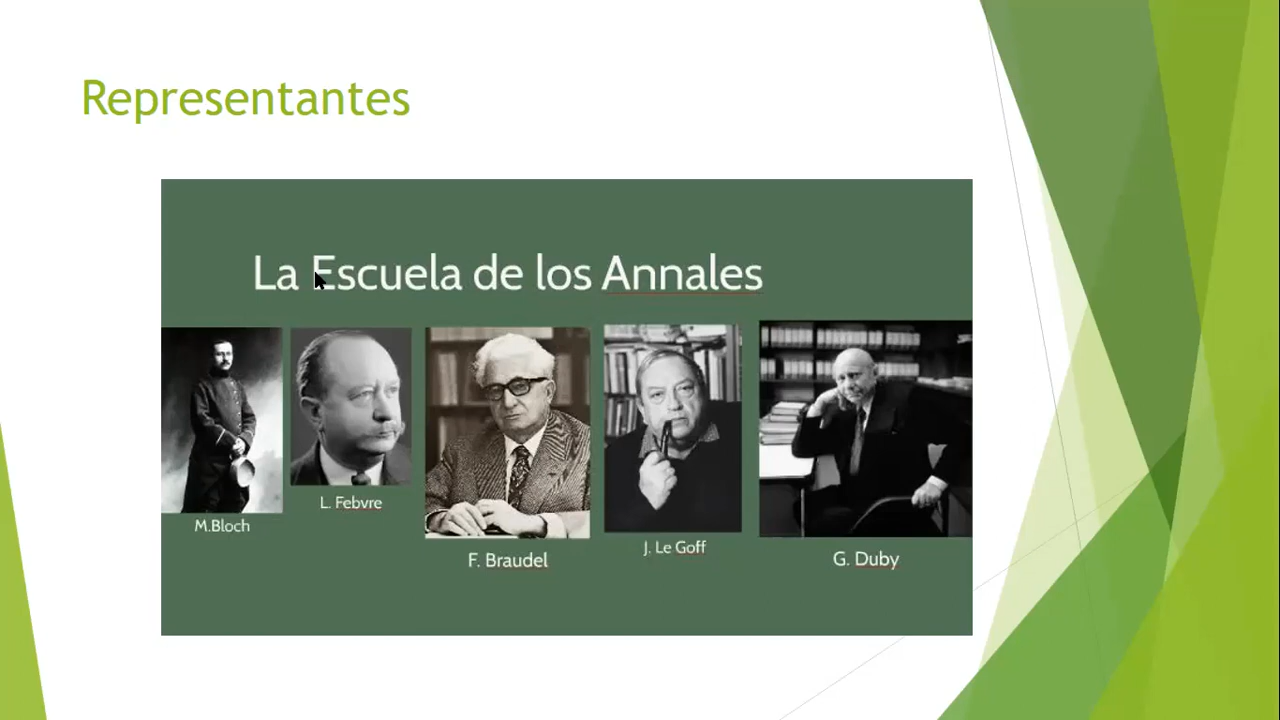 Representantes
La Escuela de los Annales
M.Bloch
L. Febvre
F. Braudel
J. Le Goff
G. Duby